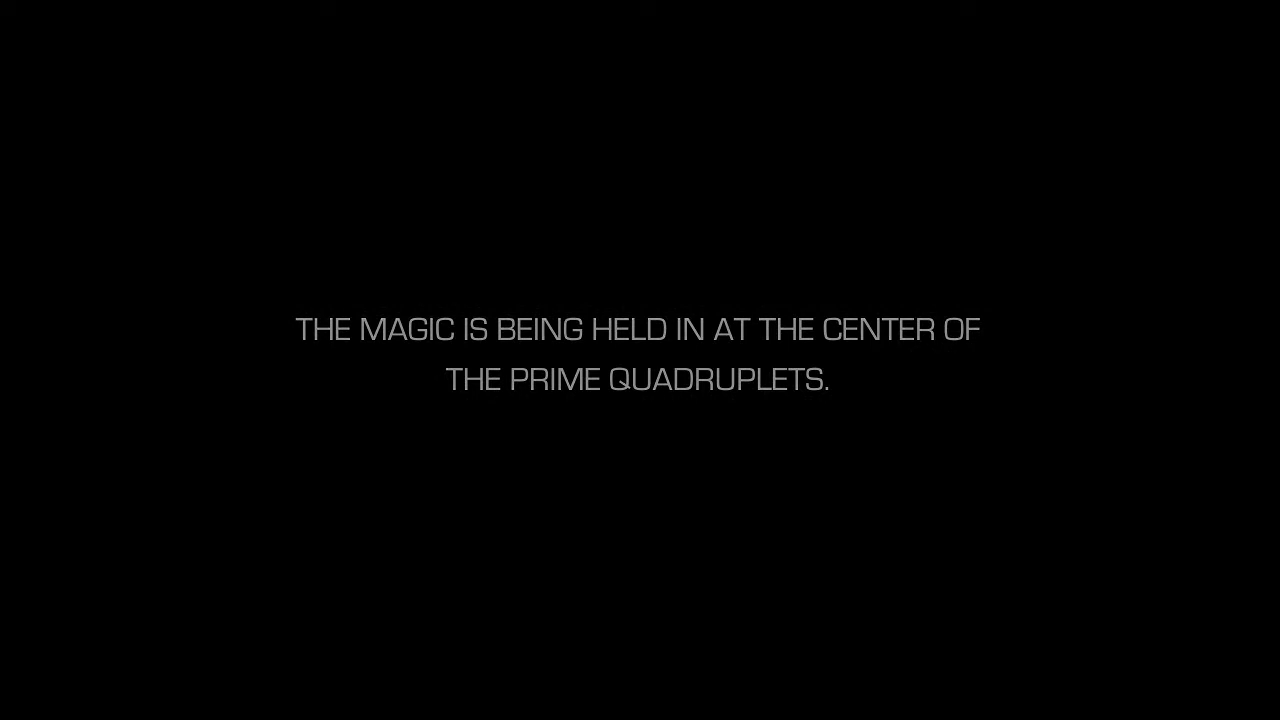 THE MAGIC IS BEING HELD IN AT THE CENTER OF
THE PRIME QUADRUPLETS.